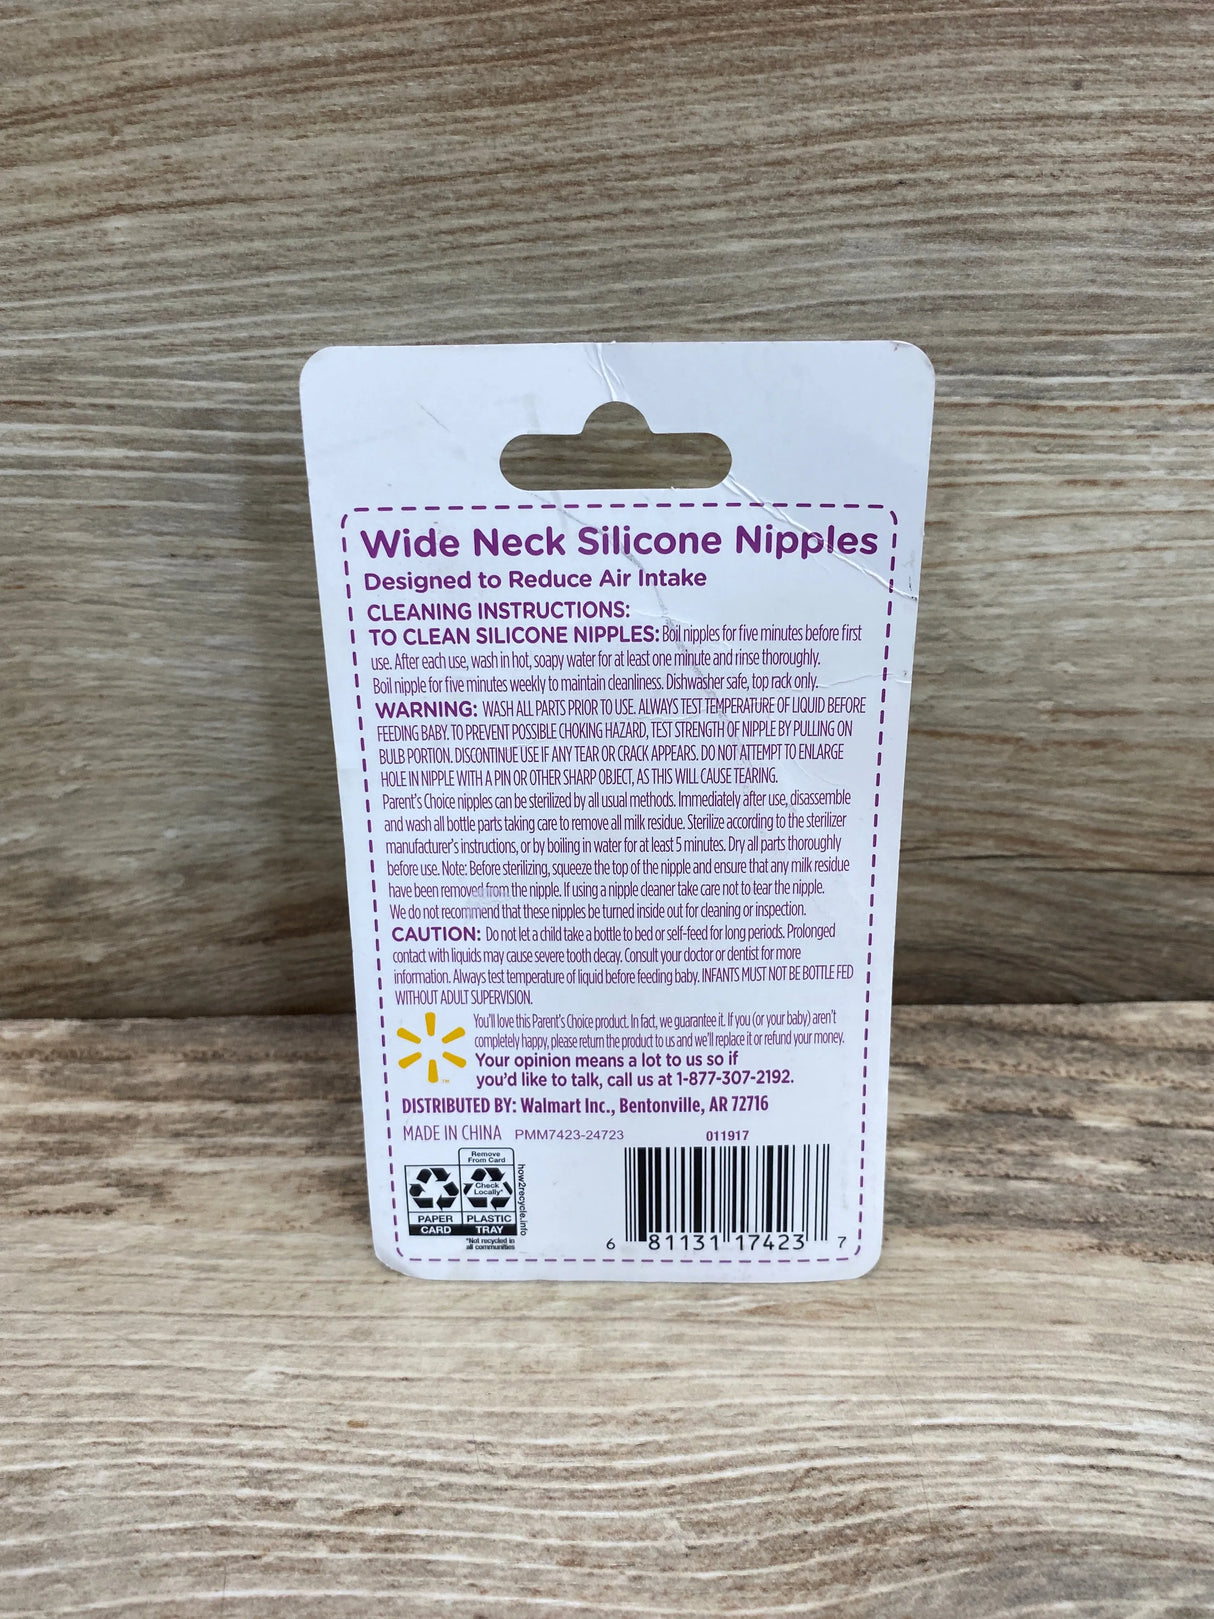 Wide Neck Silicone Nipples
Designed to Reduce Air Intake
CLEANING INSTRUCTIONS:
TO CLEAN SILICONE NIPPLES: Boil nipples for five minutes before first
use. After each use, wash in hot, soapy water for at least one minute and rinse thoroughly.
Boil nipple for five minutes weekly to maintain cleanliness. Dishwasher safe, top rack only.
WARNING: WASH ALL PARTS PRIOR TO USE. ALWAYS TEST TEMPERATURE OF LIQUID BEFORE
FEEDING BABY. TO PREVENT POSSIBLE CHOKING HAZARD, TEST STRENGTH OF NIPPLE BY PULLING ON
BULB PORTION. DISCONTINUE USE IF ANY TEAR OR CRACK APPEARS. DO NOT ATTEMPT TO ENLARGE
HOLE IN NIPPLE WITH A PIN OR OTHER SHARP OBJECT, AS THIS WILL CAUSE TEARING.
Parent's Choice nipples can be sterilized by all usual methods. Immediately after use, disassemble
and wash all bottle parts taking care to remove all milk residue. Sterilize according to the sterilizer
manufacturer's instructions, or by boiling in water for at least 5 minutes. Dry all parts thoroughly
before use. Note: Before sterilizing, squeeze the top of the nipple and ensure that any milk residue
have been removed from the nipple. If using a nipple cleaner take care not to tear the nipple.
We do not recommend that these nipples be turned inside out for cleaning or inspection.
CAUTION: Do not let a child take a bottle to bed or self-feed for long periods. Prolonged
contact with liquids may cause severe tooth decay. Consult your doctor or dentist for more
information. Always test temperature of liquid before feeding baby. INFANTS MUST NOT BE BOTTLE FED
WITHOUT ADULT SUPERVISION.
You'll love this Parent's Choice product. In fact, we guarantee it. If you (or your baby) aren't
completely happy, please return the product to us and we'll replace it or refund your money.
Your opinion means a lot to us so if
you'd like to talk, call us at 1-877-307-2192.
™
DISTRIBUTED BY: Walmart Inc., Bentonville, AR 72716
MADE IN CHINA PMM7423-24723 011917
Remove
From Card
Check
Locally*
PAPER PLASTIC
CARD TRAY
*Not recycled in
all communities
how2recycle.info
6 81131 17423 7